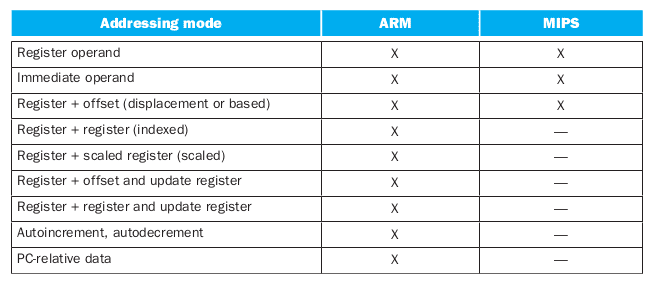 Addressing mode ARM MIPS
Register operand X X
Immediate operand X X
Register + offset (displacement or based) X X
Register + register (indexed) X —
Register + scaled register (scaled) X —
Register + offset and update register X —
Register + register and update register X —
Autoincrement, autodecrement X —
PC-relative data X —